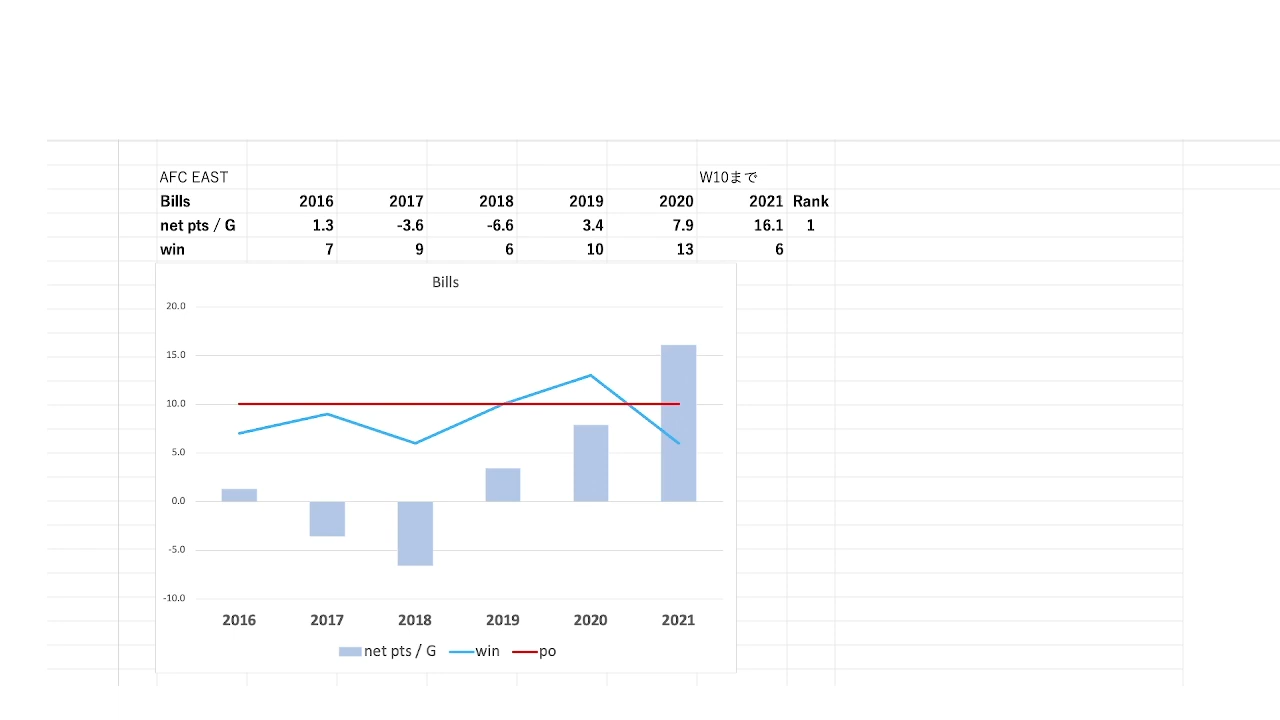 AFC EAST W10まで
Bills 2016 2017 2018 2019 2020 2021 Rank
net pts / G 1.3 -3.6 -6.6 3.4 7.9 16.1 1
win 7 9 6 10 13 6
Bills
20.0
15.0
10.0
5.0
0.0
-5.0
-10.0
2016 2017 2018 2019 2020 2021
net pts / G win po